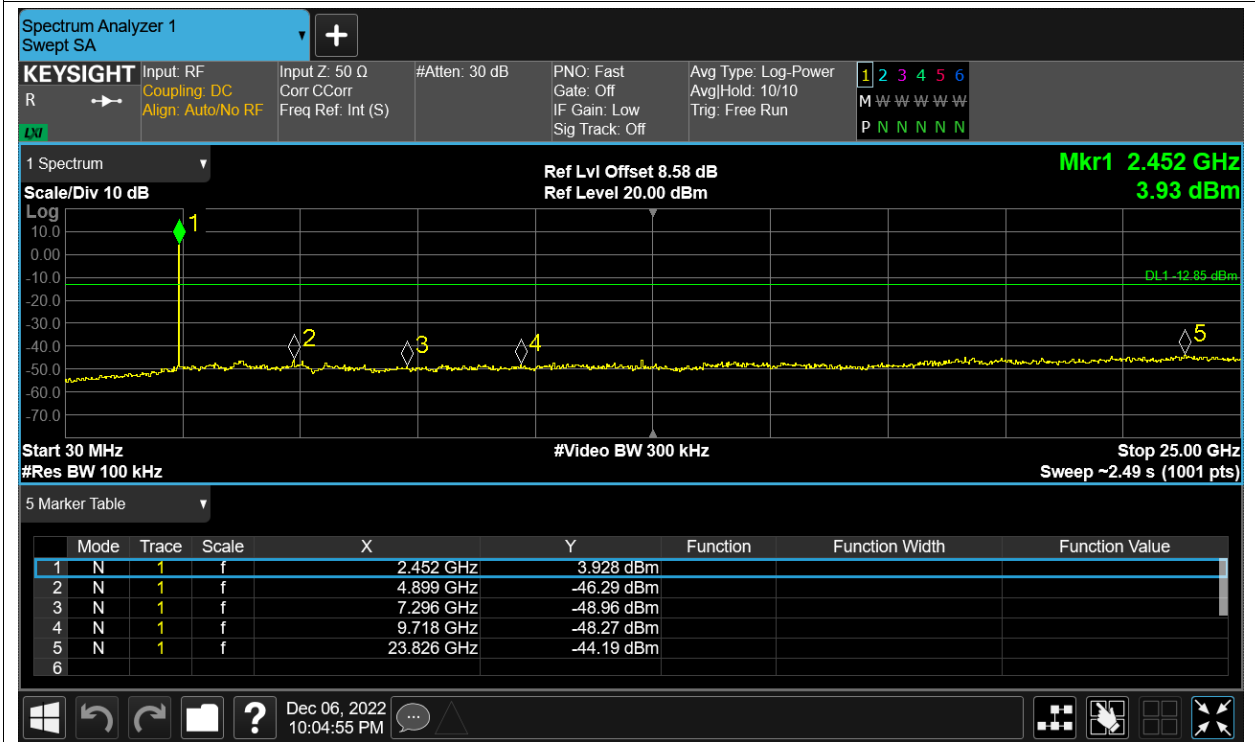 Spectrum Analyzer 1
Swept SA
+
KEYSIGHT Input: RF Input Z: 50 Ω #Atten: 30 dB PNO: Fast Avg Type: Log-Power 1 2 3 4 5 6
R Coupling: DC Corr CCorr Gate: Off Avg|Hold: 10/10 M W W W W W
Align: Auto/No RF Freq Ref: Int (S) IF Gain: Low Trig: Free Run
LXI Sig Track: Off P N N N N N
1 Spectrum Ref Lvl Offset 8.58 dB Mkr1 2.452 GHz
Scale/Div 10 dB Ref Level 20.00 dBm 3.93 dBm
Log
1
10.0
0.00
-10.0 DL1 -12.85 dBm
-20.0
-30.0
2 3 4 5
-40.0
-50.0
-60.0
-70.0
Start 30 MHz #Video BW 300 kHz Stop 25.00 GHz
#Res BW 100 kHz Sweep ~2.49 s (1001 pts)
5 Marker Table
Mode Trace Scale X Y Function Function Width Function Value
1 N 1 f 2.452 GHz 3.928 dBm
2 N 1 f 4.899 GHz -46.29 dBm
3 N 1 f 7.296 GHz -48.96 dBm
4 N 1 f 9.718 GHz -48.27 dBm
5 N 1 f 23.826 GHz -44.19 dBm
6
? Dec 06, 2022
10:04:55 PM